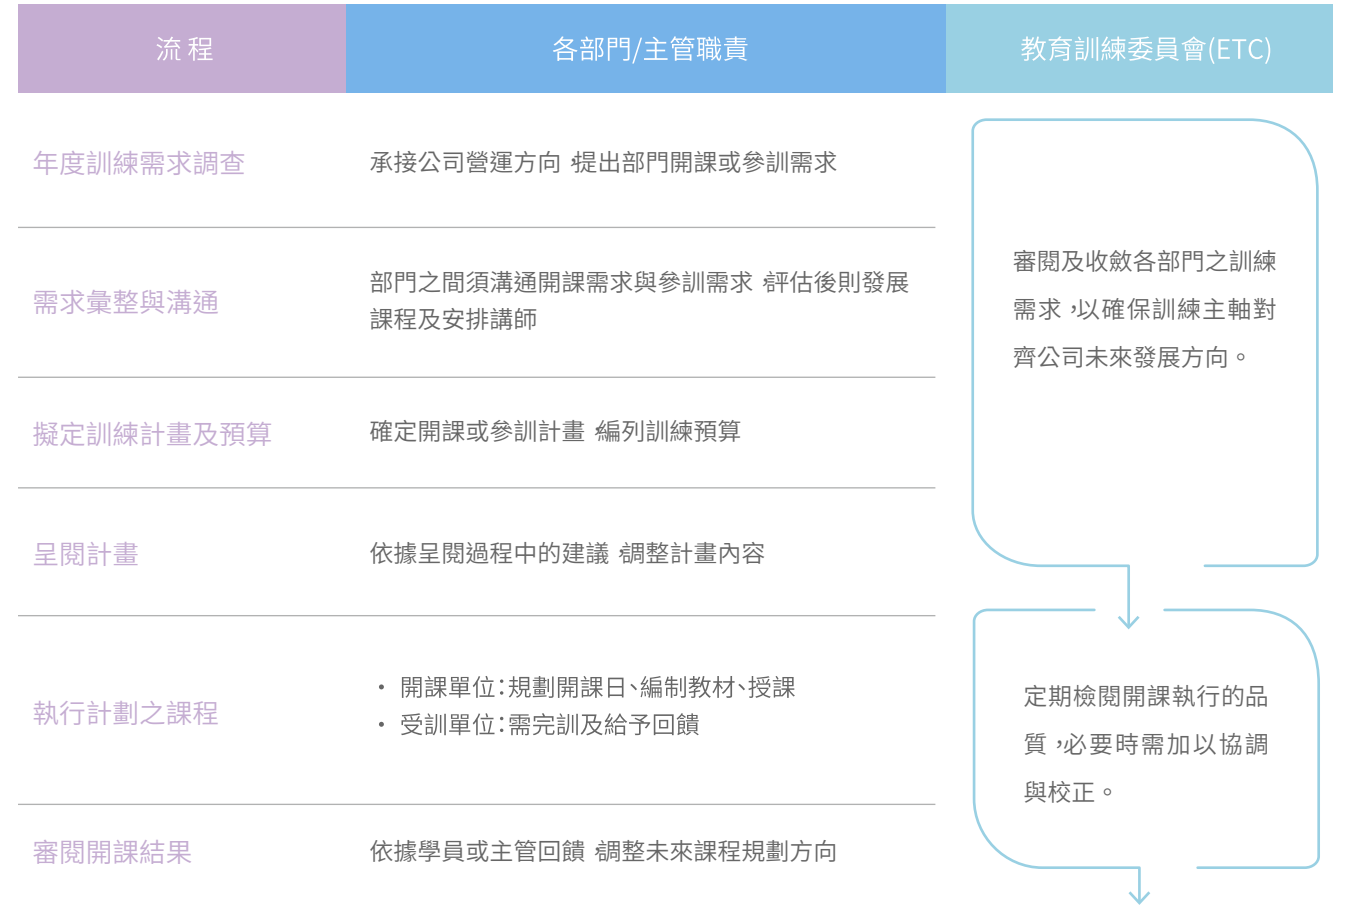 流程
各部門/主管職責
教育訓練委員會(ETC)
年度訓練需求調查
承接公司營運方向，提出部門開課或參訓需求
需求彙整與溝通
部門之間須溝通開課需求與參訓需求，評估後則發展
課程及安排講師
擬定訓練計畫及預算
確定開課或參訓計畫，編列訓練預算
呈閱計畫
依據呈閱過程中的建議，調整計畫內容
執行計劃之課程
• 開課單位：規劃開課日、編制教材、授課
• 受訓單位：需完訓及給予回饋
審閱開課結果
依據學員或主管回饋，調整未來課程規劃方向
審閱及收斂各部門之訓練
需求，以確保訓練主軸對
齊公司未來發展方向。
定期檢閱開課執行的品
質，必要時需加以協調
與校正。